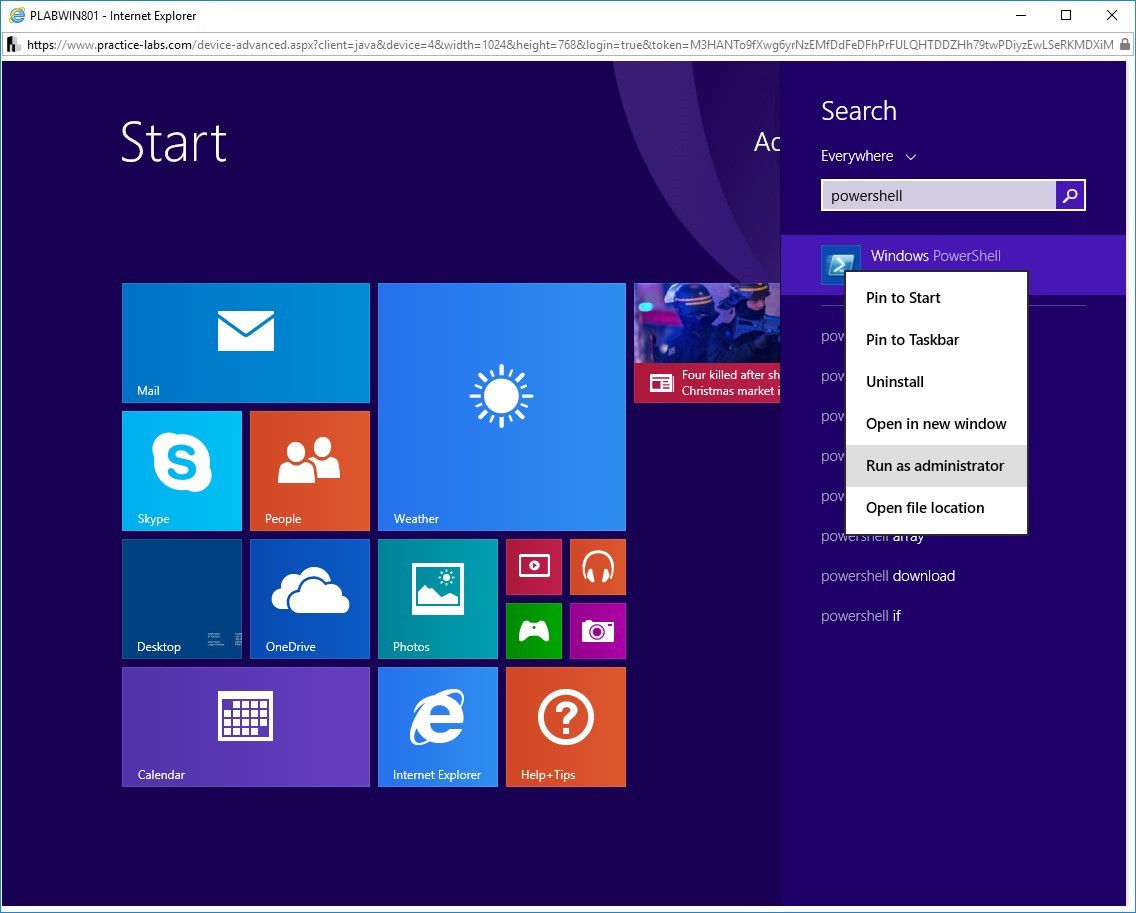 PLABWIN801 - Internet Explorer
https://www.practice-labs.com/device-advanced.aspx?client=java&device=4&width=1024&height=768&login=true&token=M3HANTo9fXwg6yrNzEMfDdFeDFhPrFULQHTDDZHh79twPDiyzEwLSeRKMDXiM
Start
Ad
Mail
Skype
People
Weather
Four killed after sh
Christmas market i
Desktop
OneDrive
Photos
Calendar
Internet Explorer
Help+Tips
Search
Everywhere
powershell
Windows PowerShell
Pin to Start
Pin to Taskbar
Uninstall
Open in new window
Run as administrator
Open file location
pow
pow
pow
pow
pow
powershell array
powershell download
powershell if